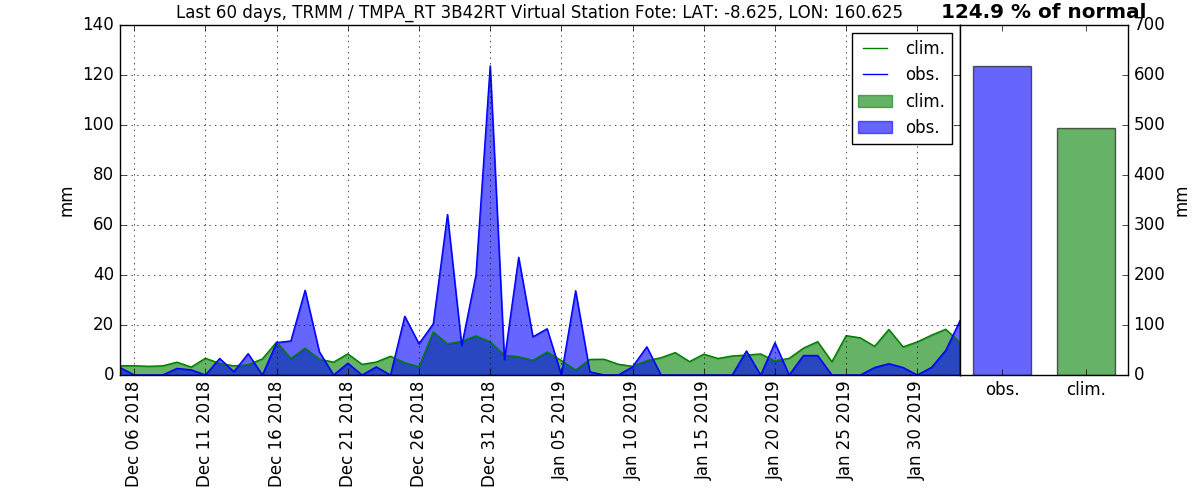 Last 60 days, TRMM / TMPA_RT 3B42RT Virtual Station Fote: LAT: -8.625, LON: 160.625
124.9 % of normal
140
120
100
80
60
40
20
0
mm
clim.
obs.
clim.
obs.
700
600
500
400
300
200
100
0
mm
Dec 06 2018
Dec 11 2018
Dec 16 2018
Dec 21 2018
Dec 26 2018
Dec 31 2018
Jan 05 2019
Jan 10 2019
Jan 15 2019
Jan 20 2019
Jan 25 2019
Jan 30 2019
obs.
clim.